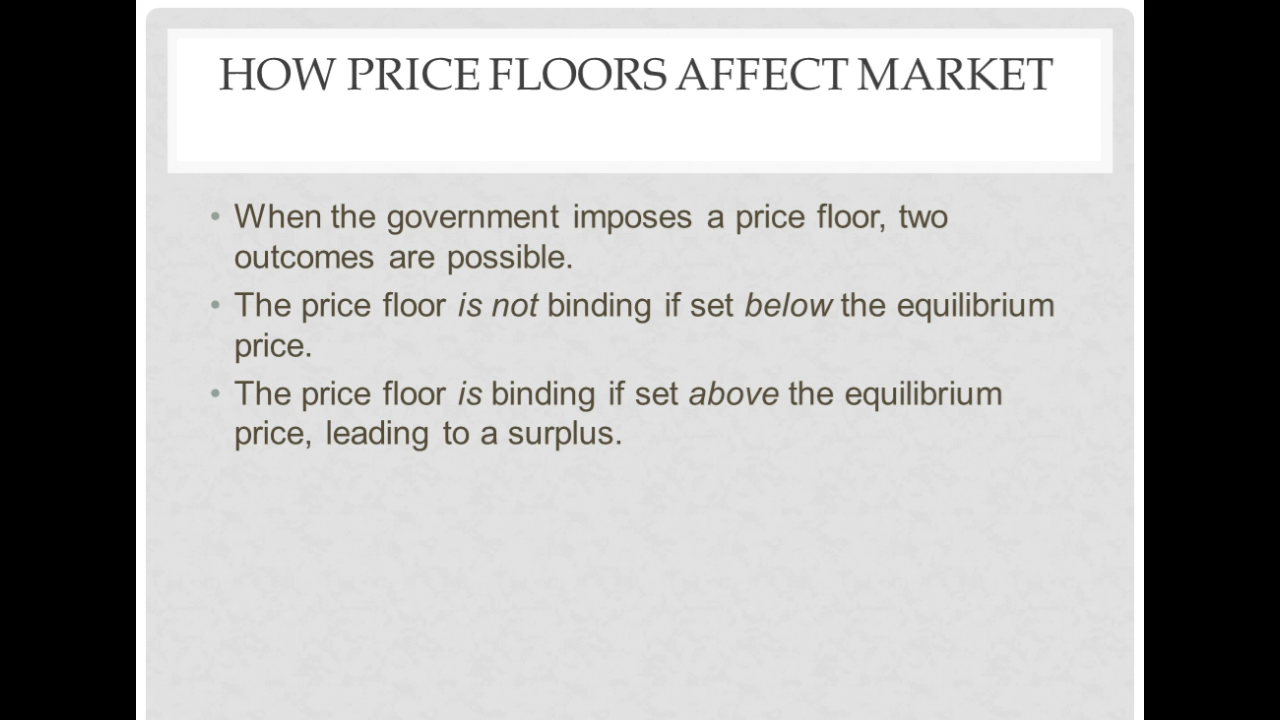 HOW PRICE FLOORS AFFECT MARKET
• When the government imposes a price floor, two
outcomes are possible.
• The price floor is not binding if set below the equilibrium
price.
• The price floor is binding if set above the equilibrium
price, leading to a surplus.